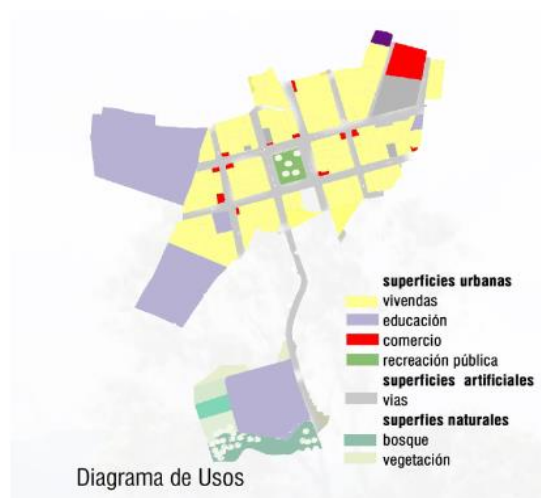 superficies urbanas
vivendas
educación
comercio
recreación pública
superficies artificiales
vias
superfies naturales
bosque
vegetación
Diagrama de Usos